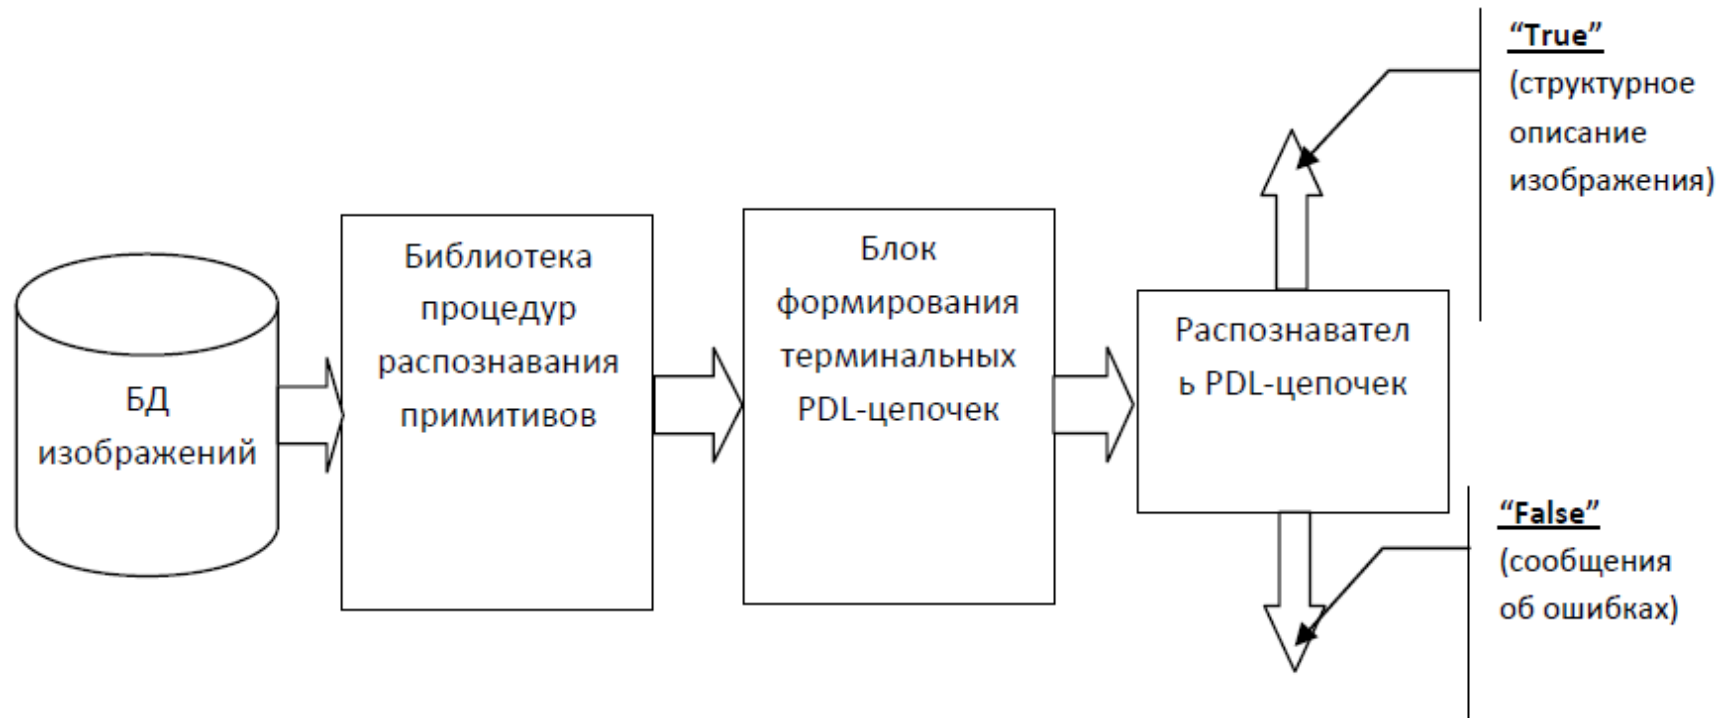 БД
изображений
Библиотека
процедур
распознавания
примитивов
Блок
формирования
терминальных
PDL-цепочек
Распознавател
ь PDL-цепочек
“True”
(структурное
описание
изображения)
“False”
(сообщения
об ошибках)